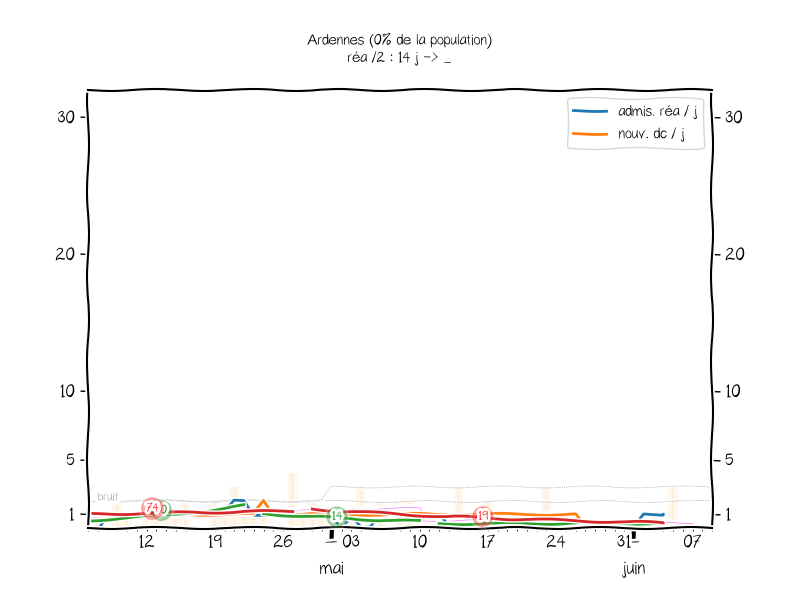 Ardennes (0% de la population)
réa /2 : 14 j -> _
admis. réa / j
nouv. dc / j
30 30
20 20
10 10
5 5
bruit
1 1
74 0 14 19
12 19 26 03 10 17 24 31 07
mai juin